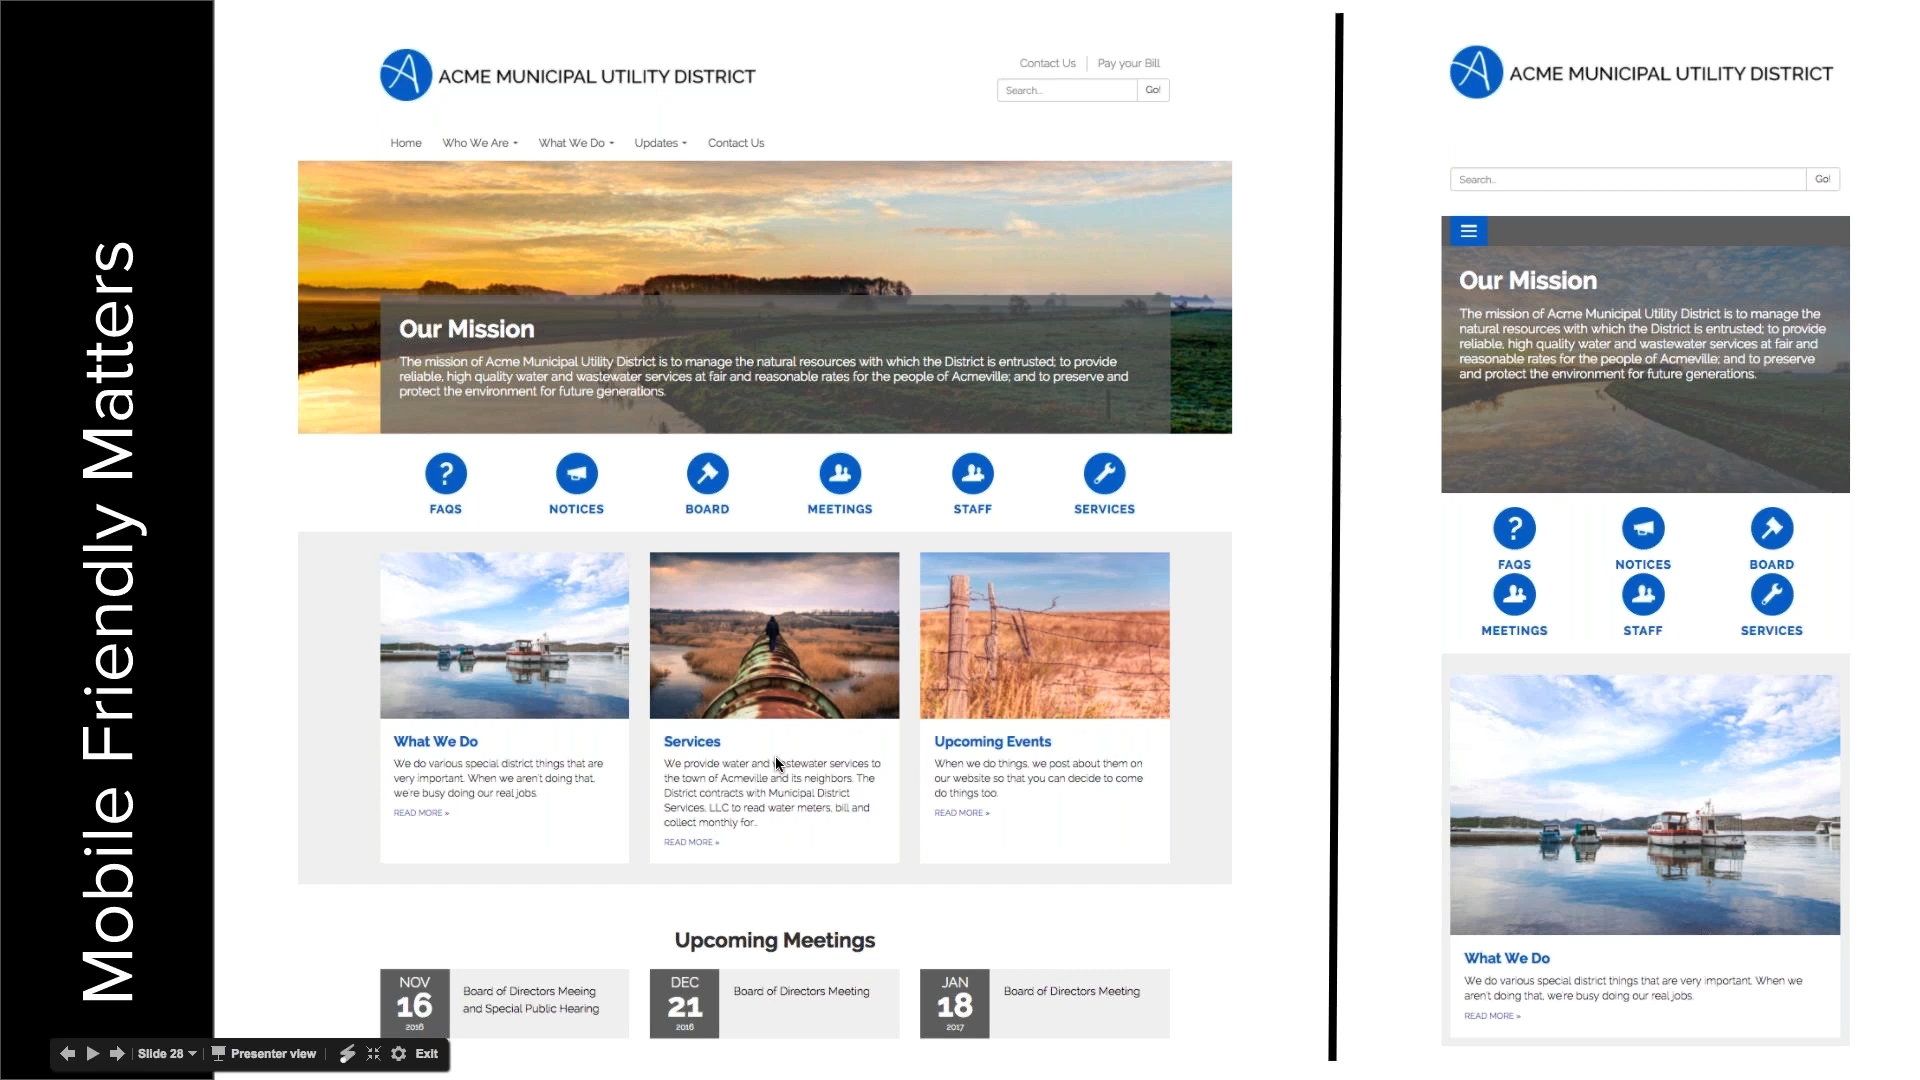 Mobile Friendly Matters
ACME MUNICIPAL UTILITY DISTRICT
Contact Us
Pay your Bill
Search...
Go!
Home
Who We Are
What We Do
Updates
Contact Us
Our Mission
The mission of Acme Municipal Utility District is to manage the natural resources with which the District is entrusted; to provide
reliable, high quality water and wastewater services at fair and reasonable rates for the people of Acmeville; and to preserve and
protect the environment for future generations.
?
FAQS
NOTICES
BOARD
MEETINGS
STAFF
SERVICES
What We Do
We do various special district things that are
very important. When we aren't doing that,
we're busy doing our real jobs.
READ MORE »
Services
We provide water and wastewater services to
the town of Acmeville and its neighbors. The
District contracts with Municipal District
Services, LLC to read water meters, bill and
collect monthly for...
READ MORE »
Upcoming Events
When we do things, we post about them on
our website so that you can decide to come
do things too.
READ MORE »
Upcoming Meetings
NOV
16
2016
Board of Directors Meeing
and Special Public Hearing
DEC
21
2016
Board of Directors Meeting
JAN
18
2017
Board of Directors Meeting
ACME MUNICIPAL UTILITY DISTRICT
Search...
Go!
Our Mission
The mission of Acme Municipal Utility District is to manage the
natural resources with which the District is entrusted; to provide
reliable, high quality water and wastewater services at fair and
reasonable rates for the people of Acmeville; and to preserve
and protect the environment for future generations.
?
FAQS
NOTICES
BOARD
MEETINGS
STAFF
SERVICES
What We Do
We do various special district things that are very important. When we
aren't doing that, we're busy doing our real jobs.
READ MORE »
Slide 28
Presenter view
Exit